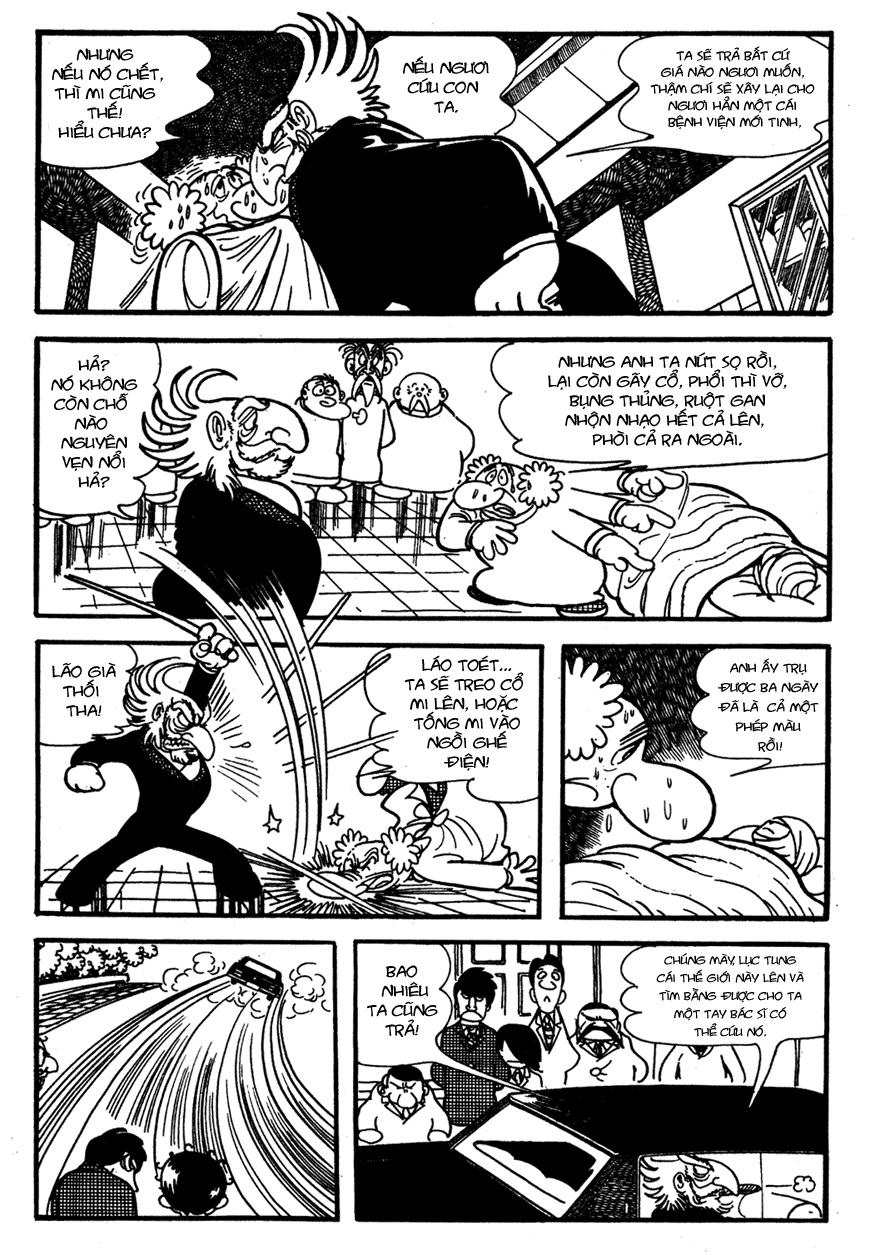 TA SẼ TRẢ BẤT CỨ
GIÁ NÀO NGƯƠI MUỐN,
THẬM CHÍ SẼ XÂY LẠI CHO
NGƯƠI HẲN MỘT CÁI
BỆNH VIỆN MỚI TINH,
NẾU NGƯƠI
CỨU CON
TA.
NHƯNG
NẾU NÓ CHẾT,
THÌ MI CŨNG
THẾ!
HIỂU CHƯA?
NHƯNG ANH TA NỨT SỌ RỒI,
LẠI CÒN GÃY CỔ, PHỔI THÌ VỠ,
BỤNG THỦNG, RUỘT GAN
NHỘN NHẠO HẾT CẢ LÊN,
PHỜI CẢ RA NGOÀI.
HẢ?
NÓ KHÔNG
CÒN CHỖ
NÀO
NGUYÊN
VẸN NỔI
HẢ?
ANH ẤY TRỤ
ĐƯỢC BA NGÀY
ĐÃ LÀ CẢ MỘT
PHÉP MÀU
RỒI!
LÁO TOÉT...
TA SẼ TREO CỔ
MI LÊN, HOẶC
TỐNG MI VÀO
NGỒI GHẾ
ĐIỆN!
LÃO GIÀ
THỐI
THA!
CHÚNG MÀY, LỤC TUNG
CÁI THẾ GIỚI NÀY LÊN VÀ
TÌM BẰNG ĐƯỢC CHO TA
MỘT TAY BÁC SĨ CÓ
THỂ CỨU NÓ.
BAO
NHIÊU
TA CŨNG
TRẢ!